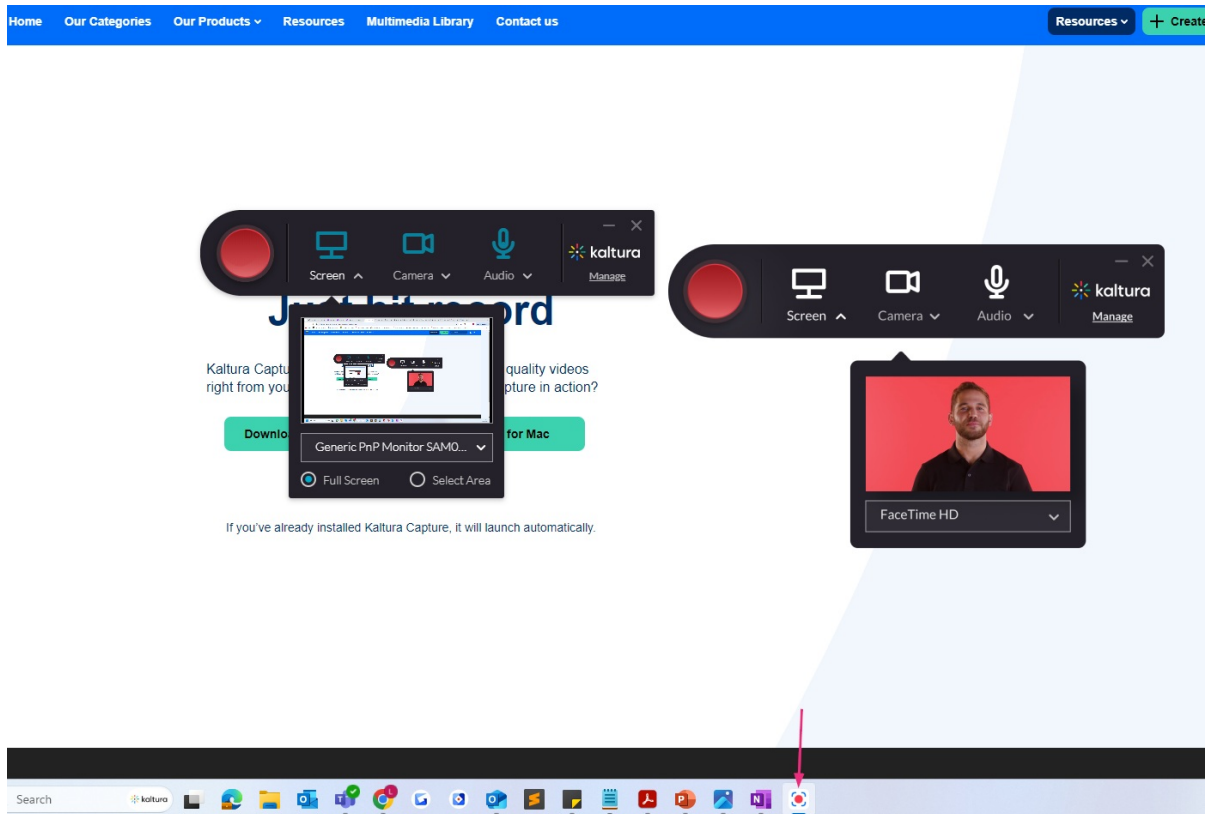 Home Our Categories Our Products Resources Multimedia Library Contact us Resources + Create
kaltura
Screen Camera Audio Manage
kaltura
Screen Camera Audio Manage
Just hit record
Kaltura Captu quality videos
right from you pture in action?
Downlo for Mac
Generic PnP Monitor SAM0...
Full Screen Select Area
FaceTime HD
If you've already installed Kaltura Capture, it will launch automatically.
Search kaltura